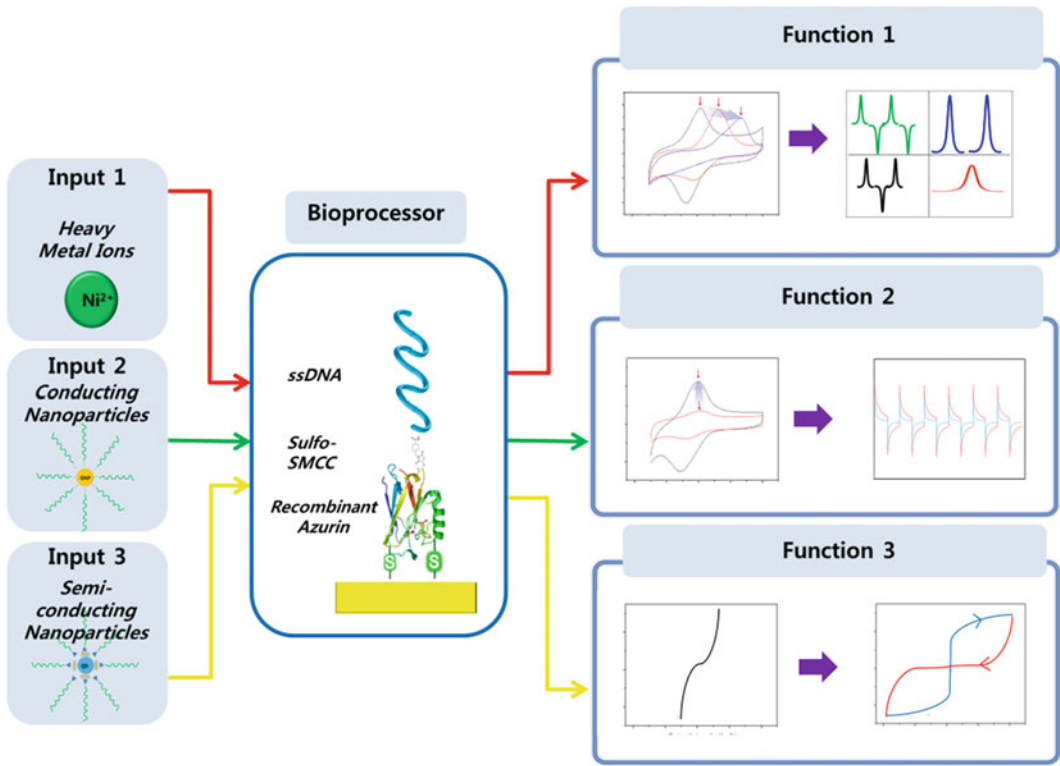 Input 1
Heavy
Metal Ions
Ni²⁺
Input 2
Conducting
Nanoparticles
GNP
Input 3
Semi-
conducting
Nanoparticles
Bioprocessor
ssDNA
Sulfo-
SMCC
Recombinant
Azurin
S
S
Function 1
Function 2
Function 3